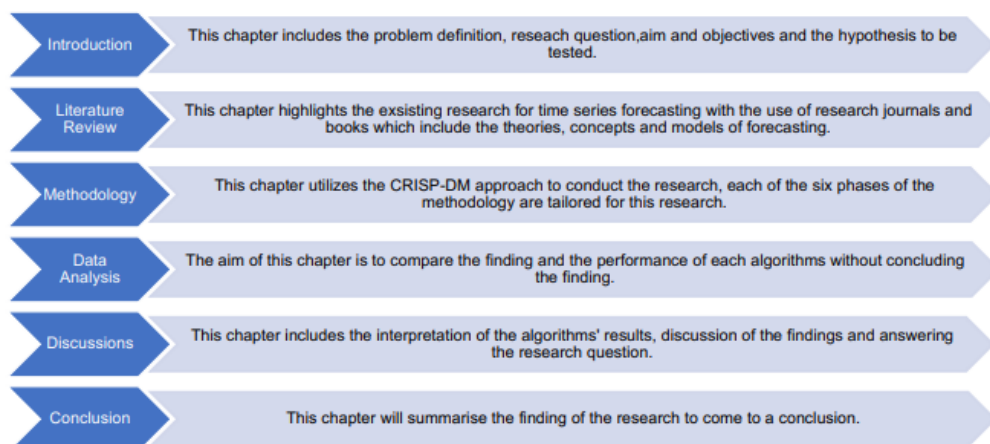 Introduction
This chapter includes the problem definition, reseach question,aim and objectives and the hypothesis to be
tested.
Literature
Review
This chapter highlights the exsisting research for time series forecasting with the use of research journals and
books which include the theories, concepts and models of forecasting.
Methodology
This chapter utilizes the CRISP-DM approach to conduct the research, each of the six phases of the
methodology are tailored for this research.
Data
Analysis
The aim of this chapter is to compare the finding and the performance of each algorithms without concluding
the finding.
Discussions
This chapter includes the interpretation of the algorithms' results, discussion of the findings and answering
the research question.
Conclusion
This chapter will summarise the finding of the research to come to a conclusion.